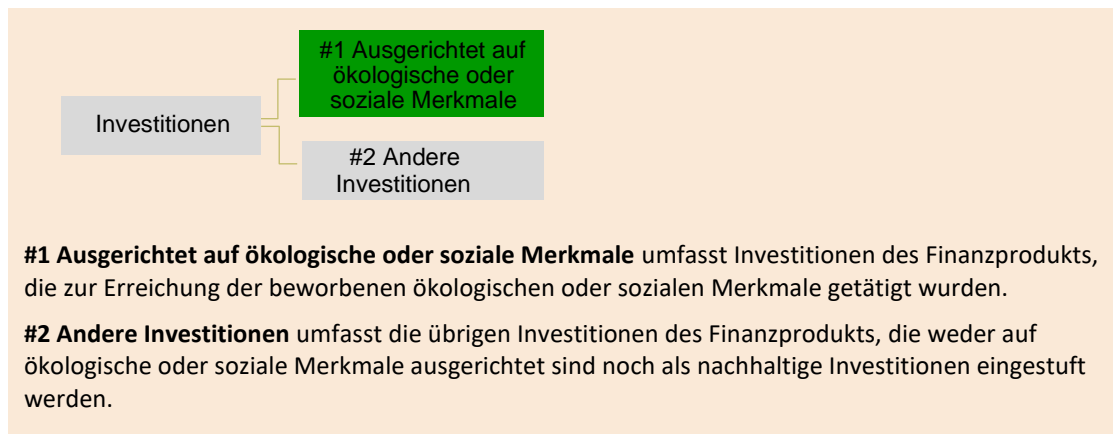 #1 Ausgerichtet auf
ökologische oder
soziale Merkmale
Investitionen
#2 Andere
Investitionen
#1 Ausgerichtet auf ökologische oder soziale Merkmale umfasst Investitionen des Finanzprodukts,
die zur Erreichung der beworbenen ökologischen oder sozialen Merkmale getätigt wurden.
#2 Andere Investitionen umfasst die übrigen Investitionen des Finanzprodukts, die weder auf
ökologische oder soziale Merkmale ausgerichtet sind noch als nachhaltige Investitionen eingestuft
werden.